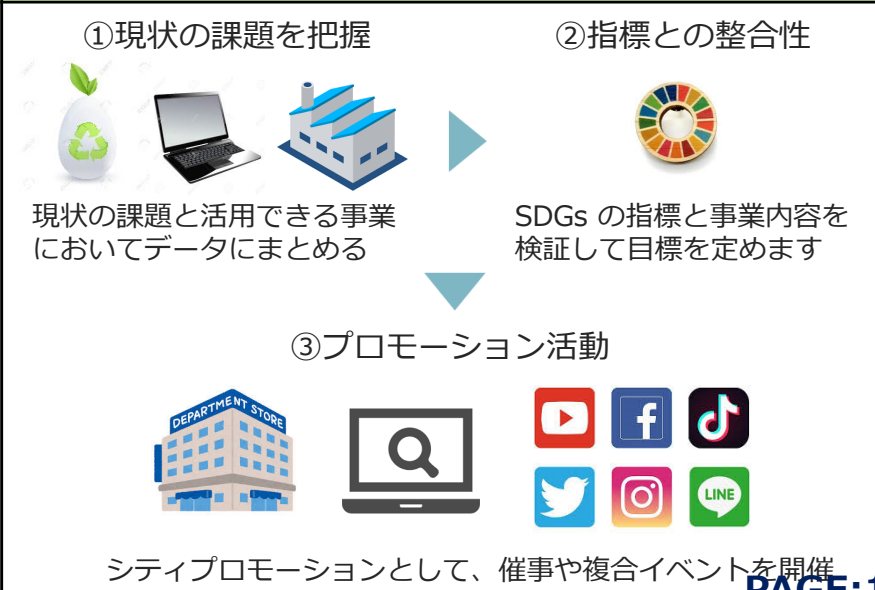 ①現状の課題を把握
②指標との整合性
現状の課題と活用できる事業
においてデータにまとめる
SDGs の指標と事業内容を
検証して目標を定めます
③プロモーション活動
DEPARTMENT STORE
LINE
シティプロモーションとして、催事や複合イベントを開催
PAGE:1